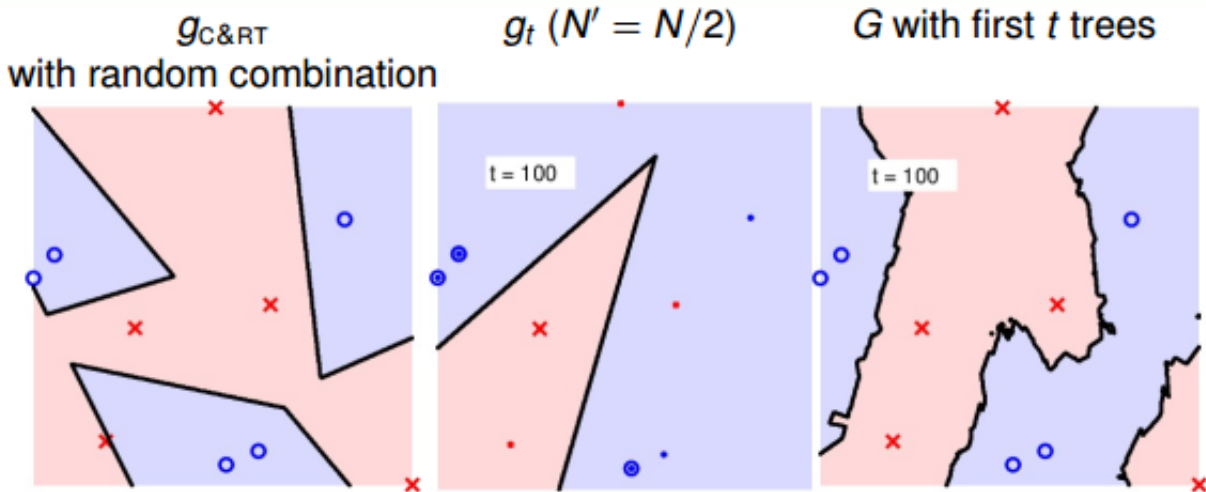 g_C&RT
with random combination
g_t (N′ = N/2)
G with first t trees
t = 100
t = 100